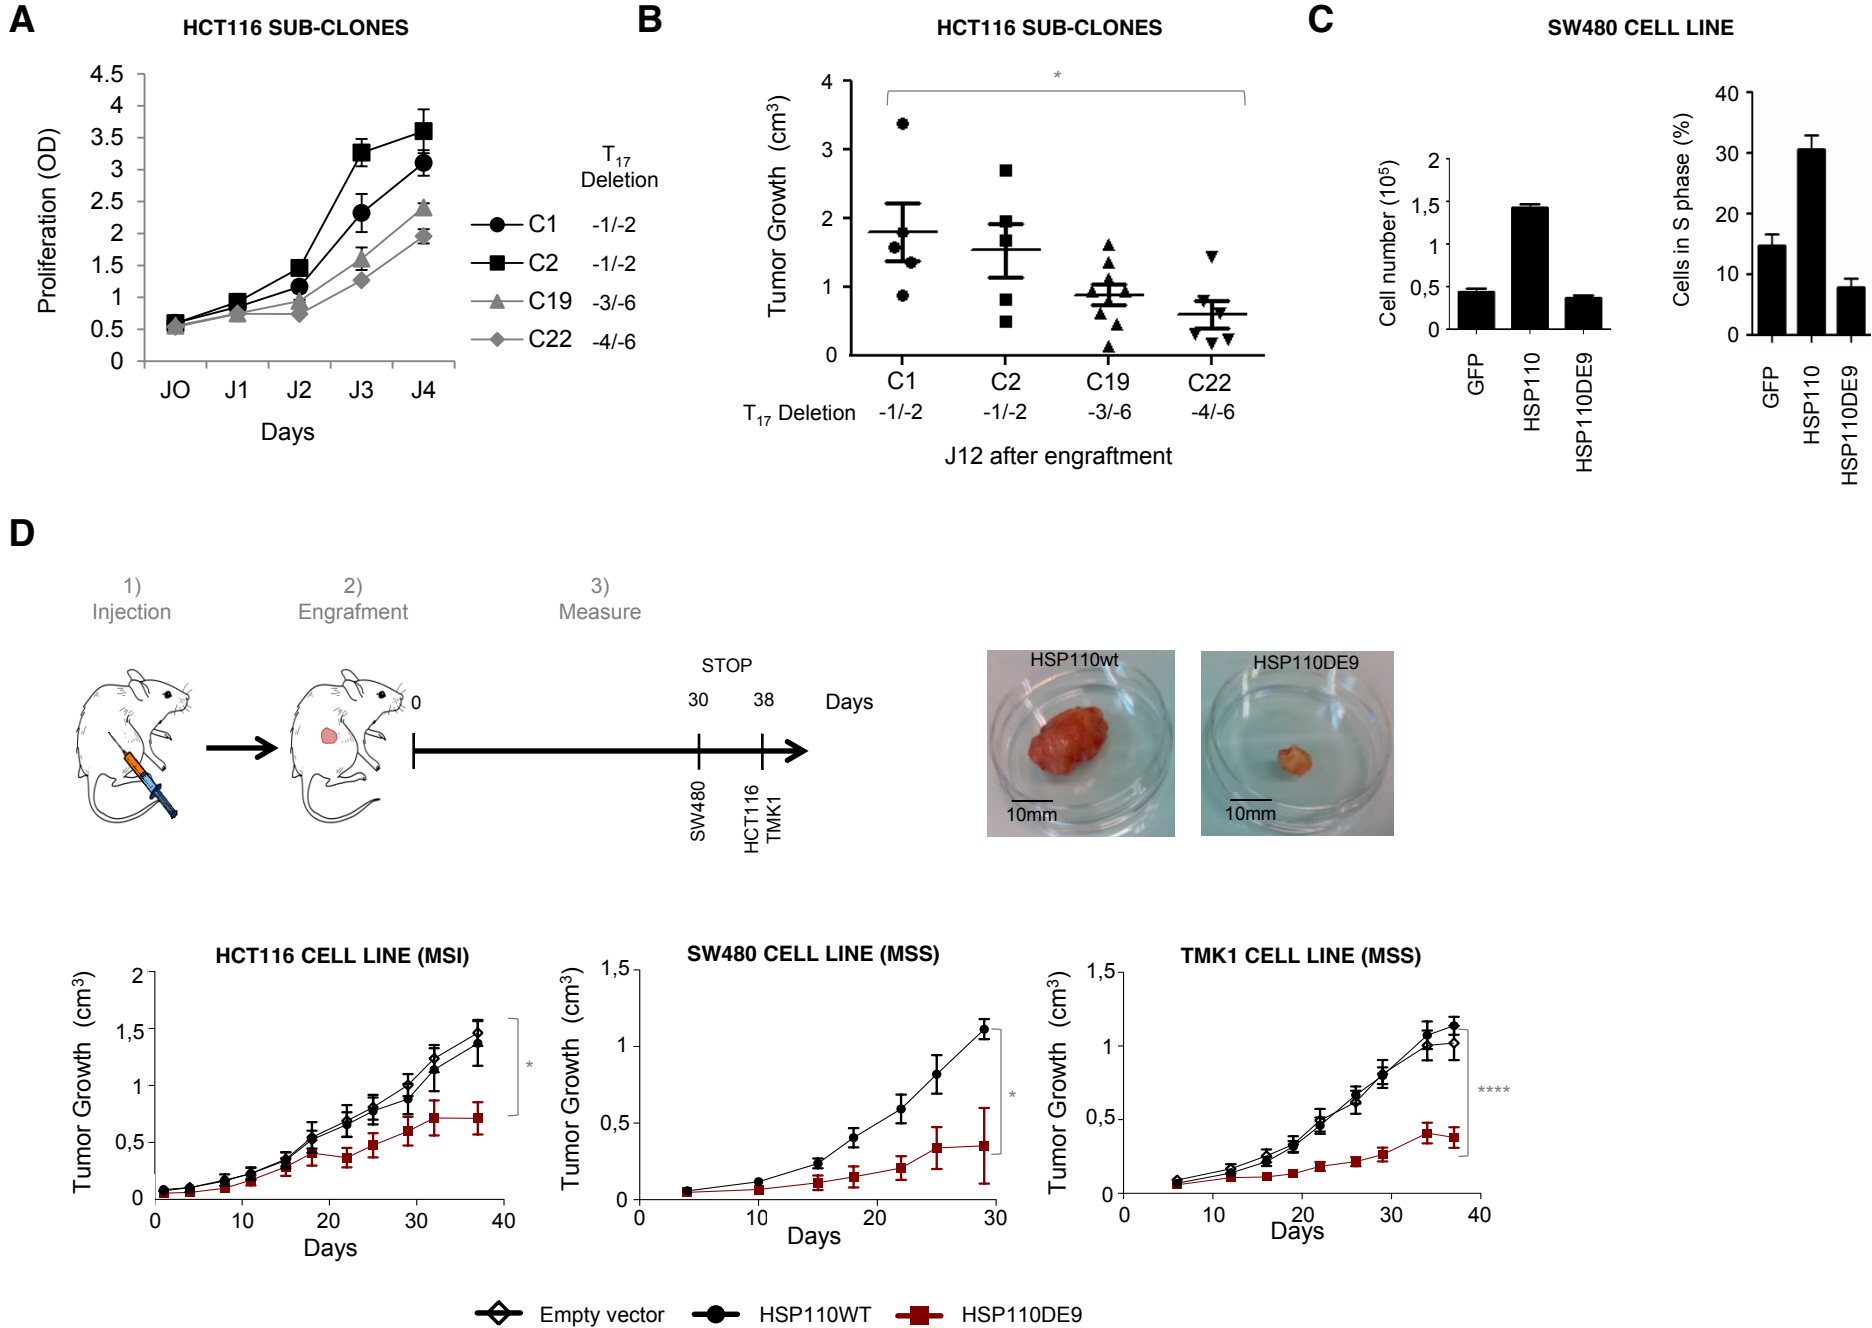 A
HCT116 SUB-CLONES
Proliferation (OD)
4.5
4
3.5
3
2.5
2
1.5
1
0.5
0
JO J1 J2 J3 J4
Days
T17
Deletion
C1 -1/-2
C2 -1/-2
C19 -3/-6
C22 -4/-6
B
HCT116 SUB-CLONES
*
Tumor Growth (cm3)
4
3
2
1
0
C1 C2 C19 C22
T17 Deletion -1/-2 -1/-2 -3/-6 -4/-6
J12 after engraftment
C
SW480 CELL LINE
Cell number (105)
2
1,5
1
0,5
0
GFP
HSP110
HSP110DE9
Cells in S phase (%)
40
30
20
10
0
GFP
HSP110
HSP110DE9
D
1)
Injection
2)
Engrafment
3)
Measure
STOP
0 30 38 Days
SW480
HCT116
TMK1
HSP110wt
10mm
HSP110DE9
10mm
HCT116 CELL LINE (MSI)
Tumor Growth (cm3)
2
1,5
1
0,5
0
0 10 20 30 40
Days
*
SW480 CELL LINE (MSS)
Tumor Growth (cm3)
1,5
1
0,5
0
0 10 20 30
Days
*
TMK1 CELL LINE (MSS)
Tumor Growth (cm3)
1,5
1
0,5
0
0 10 20 30 40
Days
****
Empty vector HSP110WT HSP110DE9